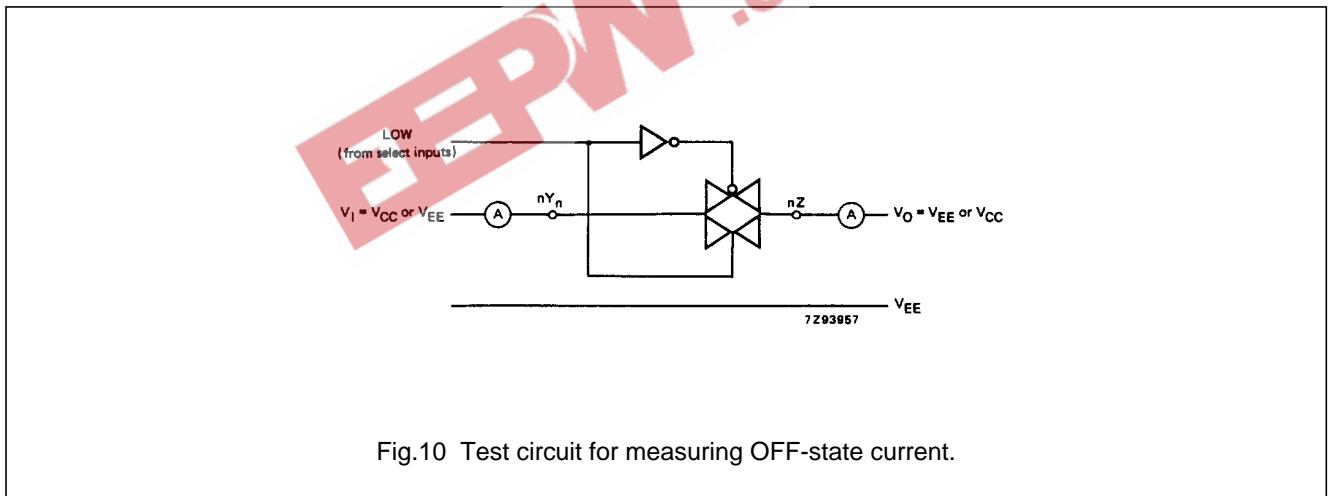 EEPW
LOW
(from select inputs)
V_I = V_CC or V_EE
A
nY_n
nZ
A
V_O = V_EE or V_CC
V_EE
7Z93957
Fig.10 Test circuit for measuring OFF-state current.